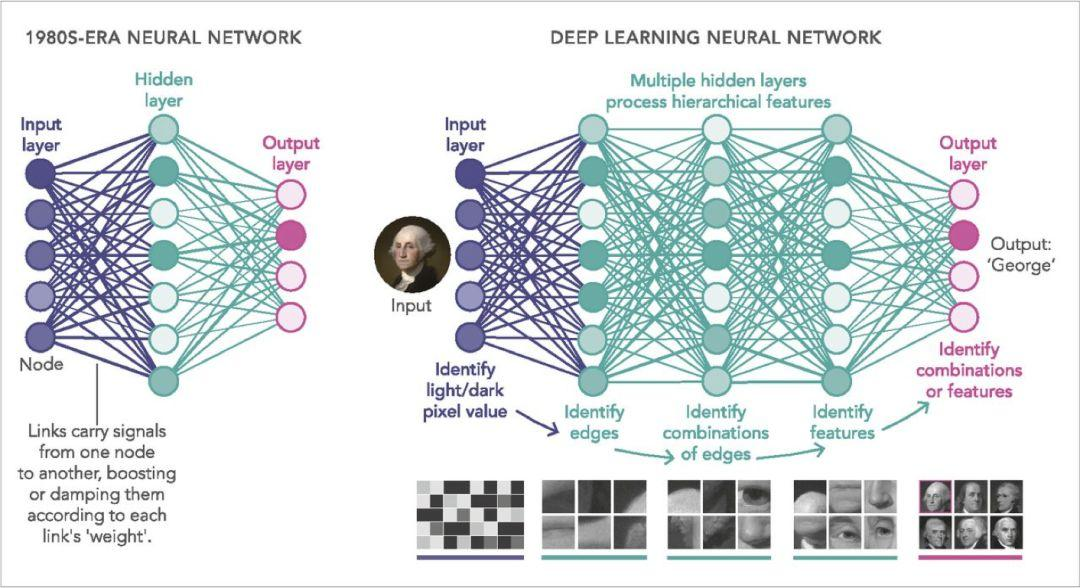 1980S-ERA NEURAL NETWORK
Hidden
layer
Input
layer
Output
layer
Node
Links carry signals
from one node
to another, boosting
or damping them
according to each
link's 'weight'.
DEEP LEARNING NEURAL NETWORK
Multiple hidden layers
process hierarchical features
Input
layer
Output
layer
Input
Output:
'George'
Identify
light/dark
pixel value
Identify
edges
Identify
combinations
of edges
Identify
features
Identify
combinations
or features